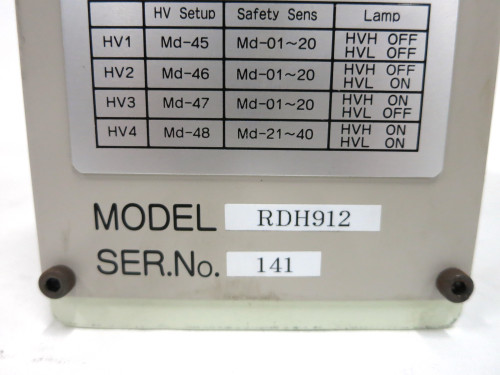 HV Setup Safety Sens Lamp
HV1 Md-45 Md-01~20 HVH OFF
HVL OFF
HV2 Md-46 Md-01~20 HVH OFF
HVL ON
HV3 Md-47 Md-01~20 HVH ON
HVL OFF
HV4 Md-48 Md-21~40 HVH ON
HVL ON
MODEL RDH912
SER.No. 141